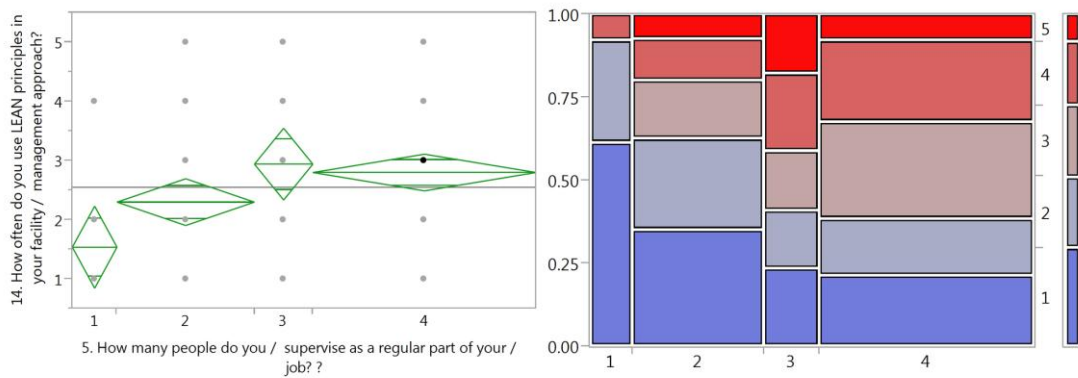 14. How often do you use LEAN principles in
your facility / management approach?
5
4
3
2
1
1 2 3 4
5. How many people do you / supervise as a regular part of your /
job? ?
1.00
0.75
0.50
0.25
0.00
1 2 3 4
5
4
3
2
1